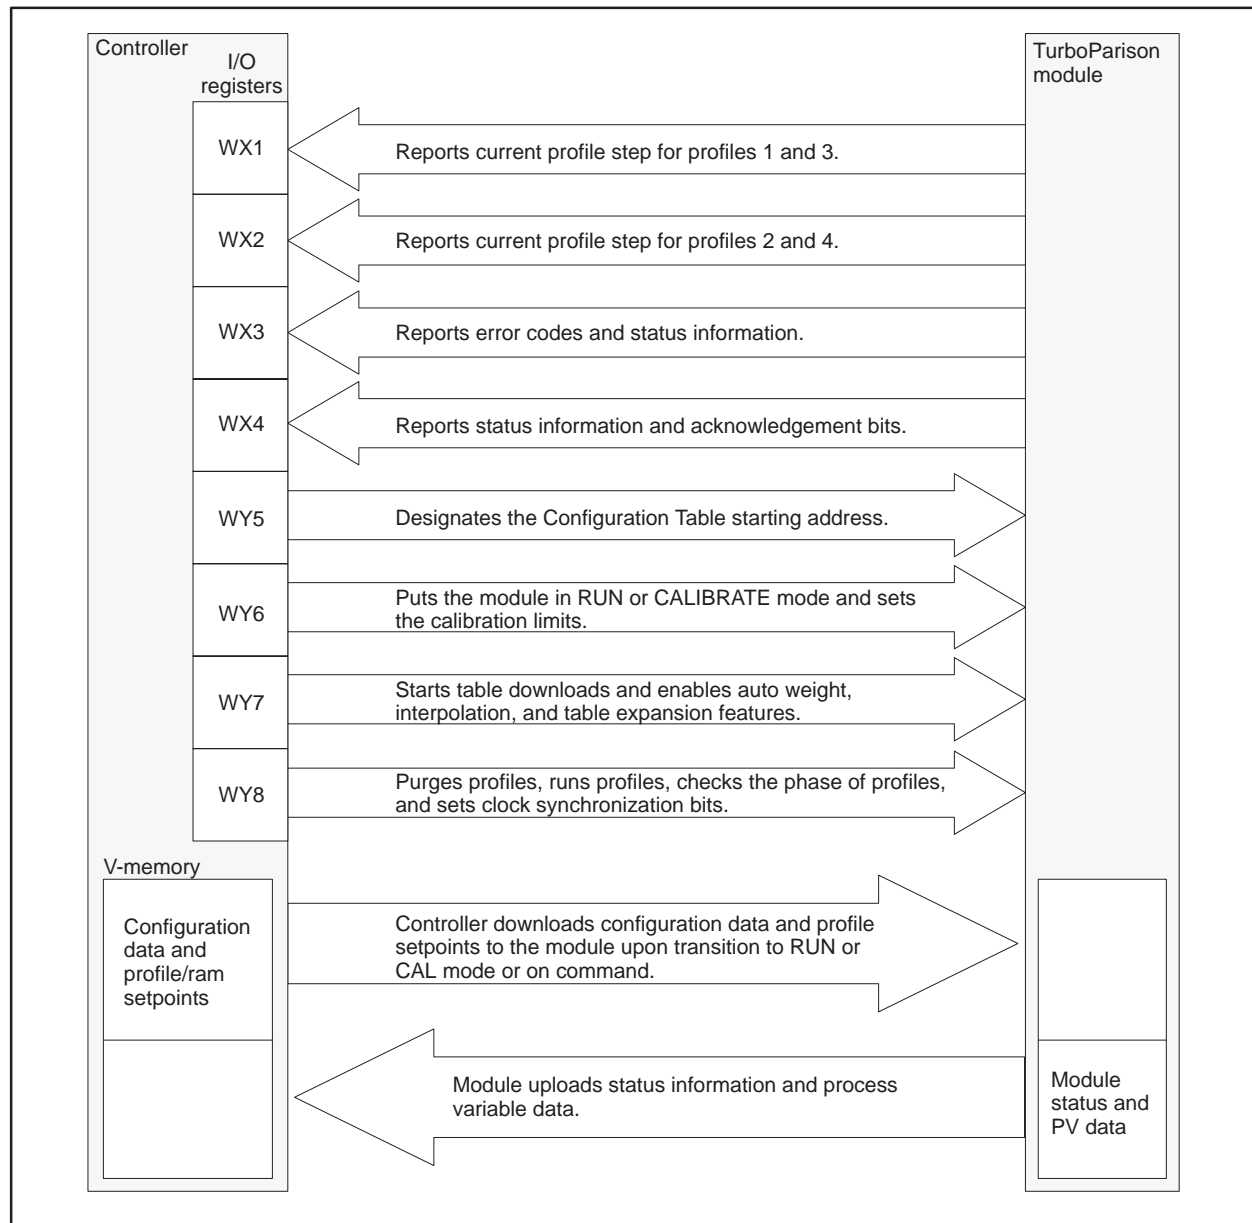 Controller
I/O
registers
TurboParison
module
WX1
Reports current profile step for profiles 1 and 3.
WX2
Reports current profile step for profiles 2 and 4.
WX3
Reports error codes and status information.
WX4
Reports status information and acknowledgement bits.
WY5
Designates the Configuration Table starting address.
WY6
Puts the module in RUN or CALIBRATE mode and sets
the calibration limits.
WY7
Starts table downloads and enables auto weight,
interpolation, and table expansion features.
WY8
Purges profiles, runs profiles, checks the phase of profiles,
and sets clock synchronization bits.
V-memory
Configuration
data and
profile/ram
setpoints
Controller downloads configuration data and profile
setpoints to the module upon transition to RUN or
CAL mode or on command.
Module uploads status information and process
variable data.
Module
status and
PV data